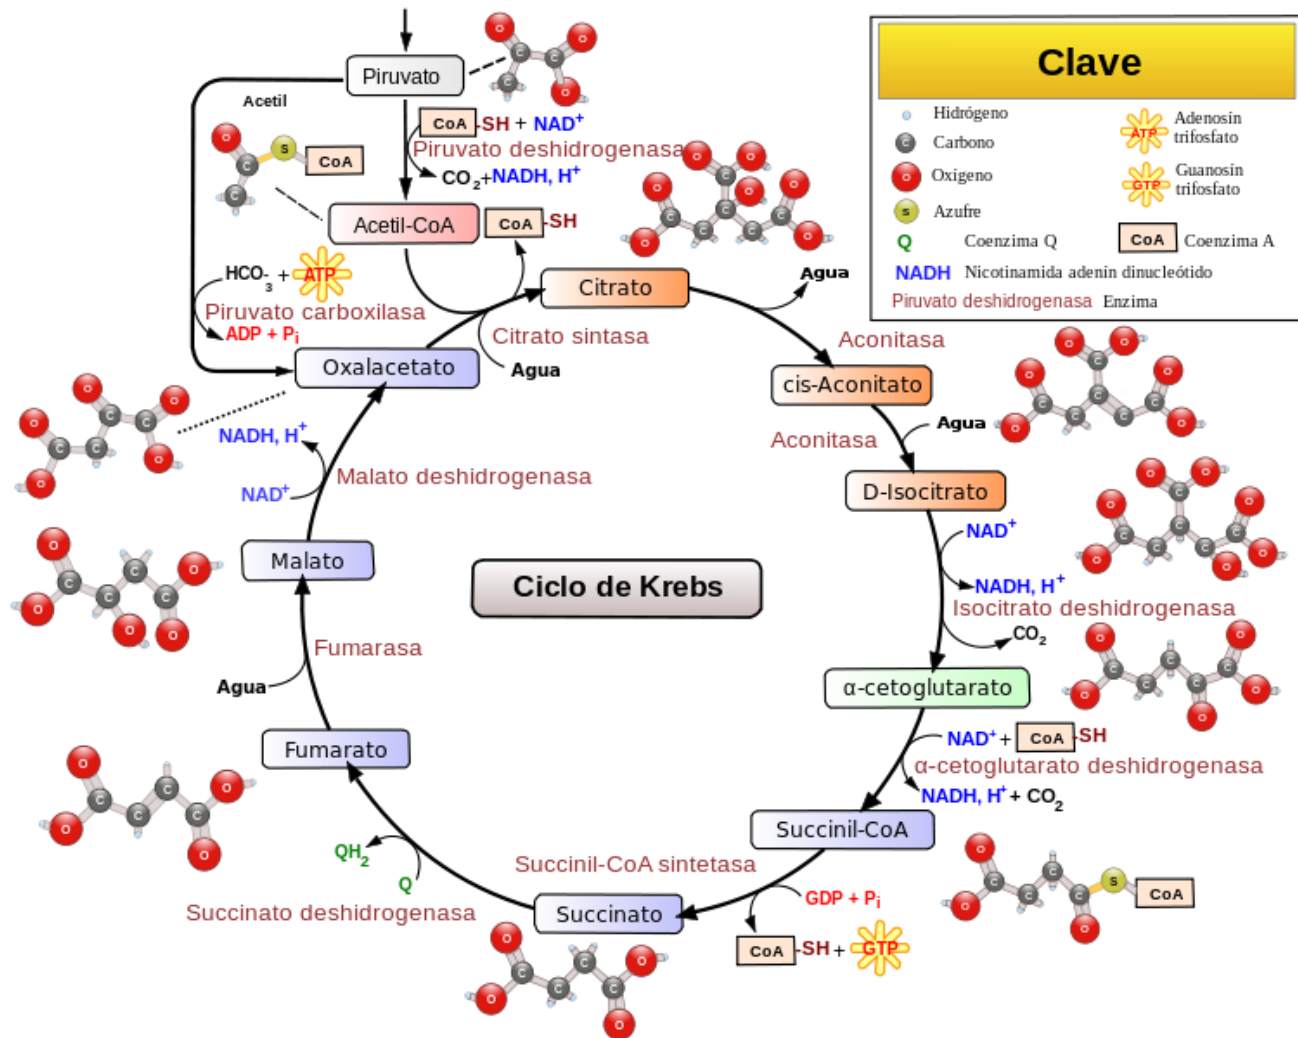 Piruvato
Acetil
CoA-SH + NAD+
Piruvato deshidrogenasa
CO2+NADH, H+
S
CoA
Acetil-CoA
CoA-SH
HCO3- + ATP
Piruvato carboxilasa
ADP + Pi
Citrato
Citrato sintasa
Agua
Oxalacetato
Agua
Aconitasa
cis-Aconitato
Aconitasa
Agua
D-Isocitrato
NAD+
NADH, H+
Isocitrato deshidrogenasa
CO2
α-cetoglutarato
NAD+ + CoA-SH
α-cetoglutarato deshidrogenasa
NADH, H+ + CO2
Succinil-CoA
S
CoA
Succinil-CoA sintetasa
GDP + Pi
CoA-SH + GTP
Succinato
QH2
Q
Succinato deshidrogenasa
Fumarato
Agua
Fumarasa
Malato
NADH, H+
NAD+
Malato deshidrogenasa
Ciclo de Krebs
Clave
Hidrógeno
C Carbono
O Oxígeno
S Azufre
Q Coenzima Q
NADH Nicotinamida adenín dinucleótido
Piruvato deshidrogenasa Enzima
ATP Adenosín
trifosfato
GTP Guanosín
trifosfato
CoA Coenzima A